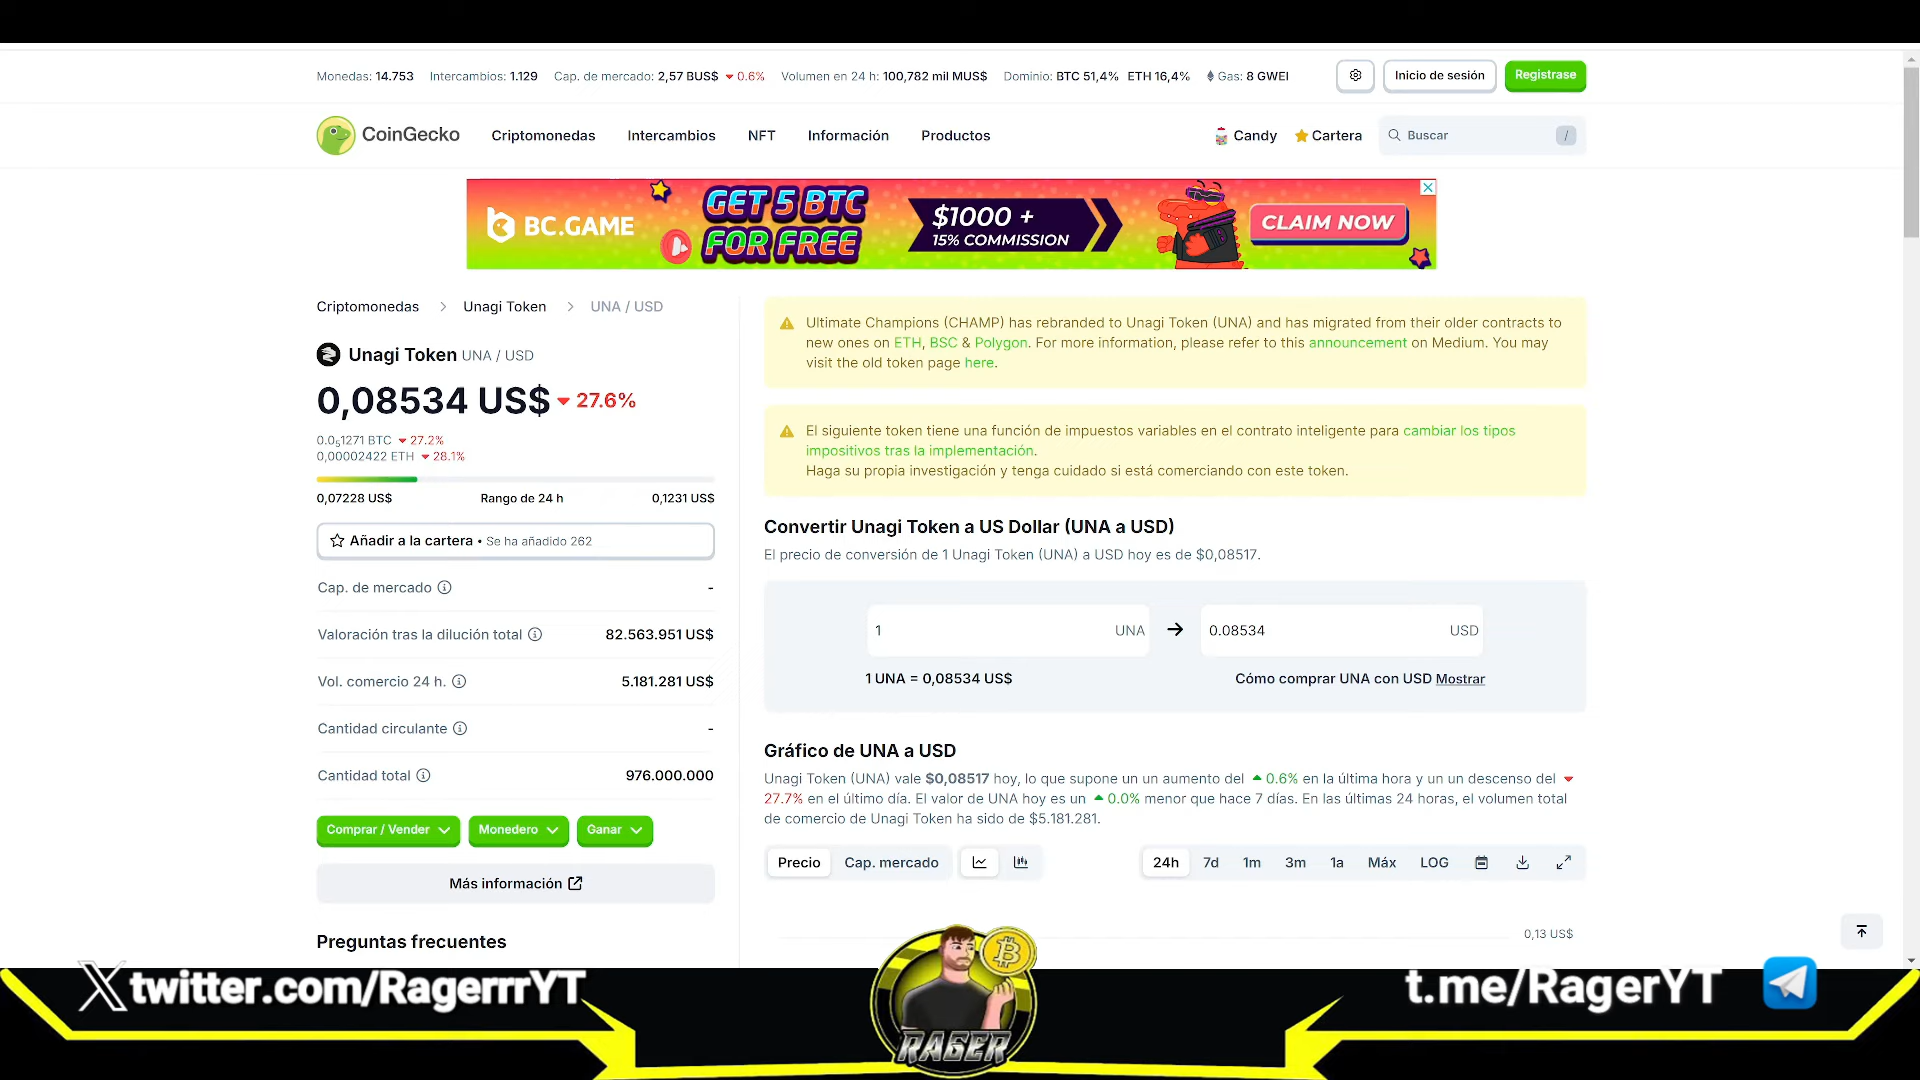 Monedas: 14.753 Intercambios: 1.129 Cap. de mercado: 2,57 BUS$ 0.6% Volumen en 24 h: 100,782 mil MUS$ Dominio: BTC 51,4% ETH 16,4% Gas: 8 GWEI
Inicio de sesión
Registrase
CoinGecko
Criptomonedas Intercambios NFT Información Productos
Candy
Cartera
Buscar /
BC.GAME
GET 5 BTC
FOR FREE
$1000 +
15% COMMISSION
CLAIM NOW
Criptomonedas > Unagi Token > UNA / USD
Unagi Token UNA / USD
0,08534 US$ 27.6%
0.0₅1271 BTC 27.2%
0,00002422 ETH 28.1%
0,07228 US$ Rango de 24 h 0,1231 US$
Añadir a la cartera • Se ha añadido 262
Cap. de mercado -
Valoración tras la dilución total 82.563.951 US$
Vol. comercio 24 h. 5.181.281 US$
Cantidad circulante -
Cantidad total 976.000.000
Comprar / Vender Monedero Ganar
Más información
Preguntas frecuentes
Ultimate Champions (CHAMP) has rebranded to Unagi Token (UNA) and has migrated from their older contracts to
new ones on ETH, BSC & Polygon. For more information, please refer to this announcement on Medium. You may
visit the old token page here.
El siguiente token tiene una función de impuestos variables en el contrato inteligente para cambiar los tipos
impositivos tras la implementación.
Haga su propia investigación y tenga cuidado si está comerciando con este token.
Convertir Unagi Token a US Dollar (UNA a USD)
El precio de conversión de 1 Unagi Token (UNA) a USD hoy es de $0,08517.
1 UNA → 0.08534 USD
1 UNA = 0,08534 US$
Cómo comprar UNA con USD Mostrar
Gráfico de UNA a USD
Unagi Token (UNA) vale $0,08517 hoy, lo que supone un un aumento del 0.6% en la última hora y un un descenso del
27.7% en el último día. El valor de UNA hoy es un 0.0% menor que hace 7 días. En las últimas 24 horas, el volumen total
de comercio de Unagi Token ha sido de $5.181.281.
Precio Cap. mercado
24h 7d 1m 3m 1a Máx LOG
0,13 US$
twitter.com/RagerrrYT
RAGER
t.me/RagerYT